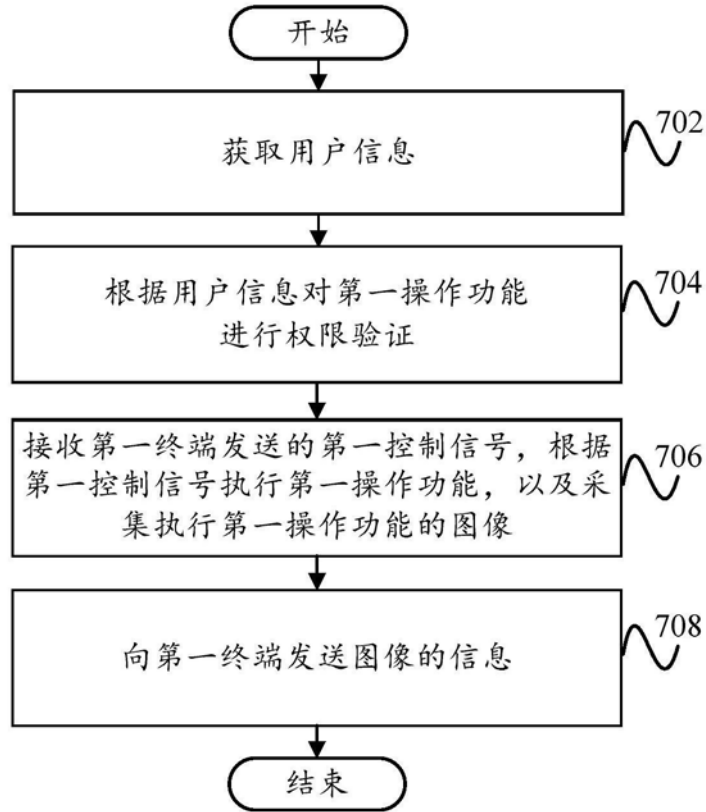 开始
获取用户信息
702
根据用户信息对第一操作功能
进行权限验证
704
接收第一终端发送的第一控制信号，根据
第一控制信号执行第一操作功能，以及采
集执行第一操作功能的图像
706
向第一终端发送图像的信息
708
结束